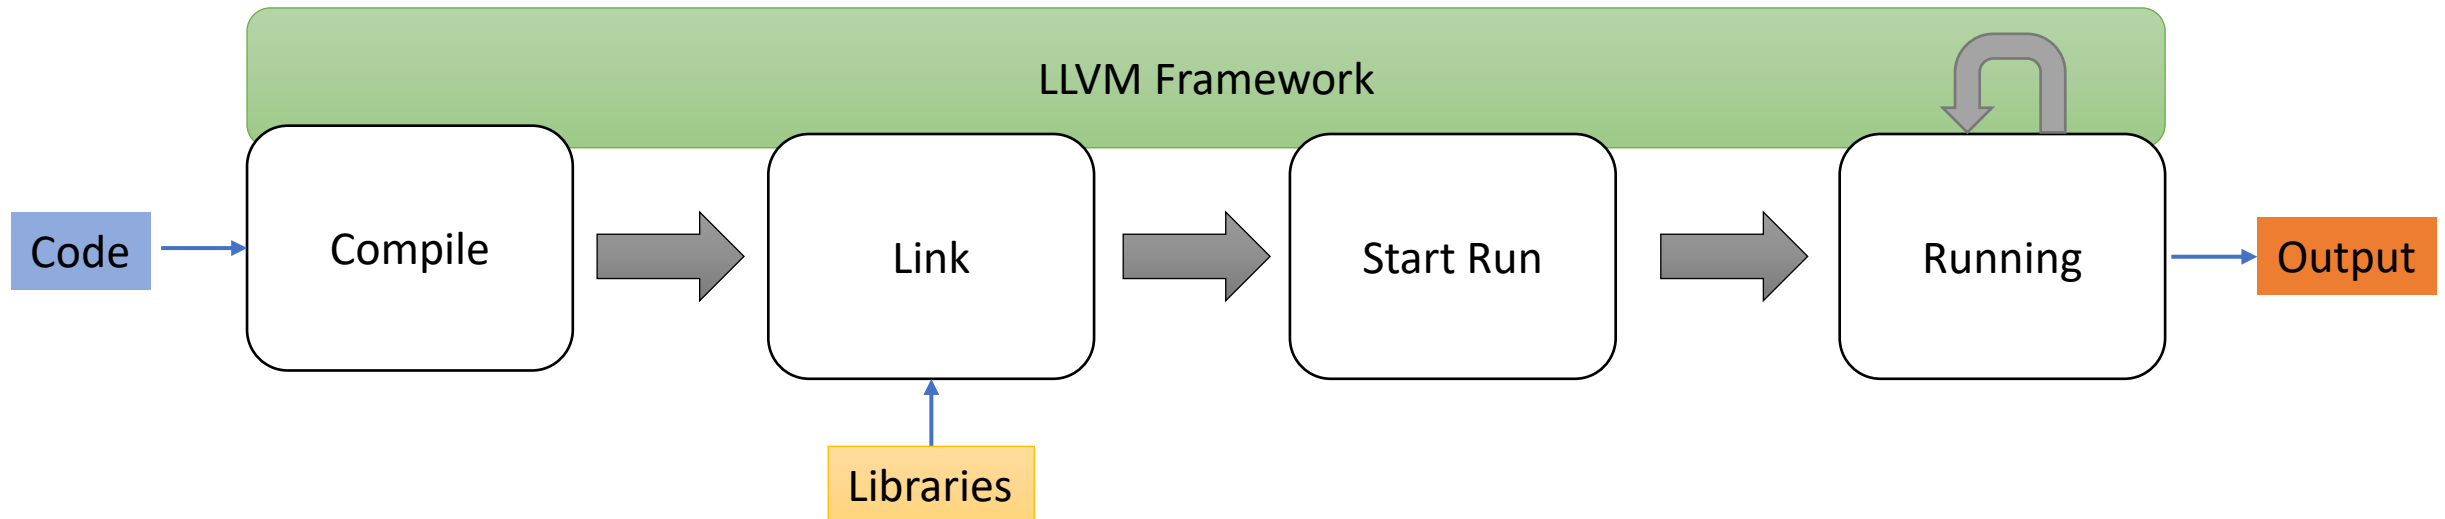 LLVM Framework
Code
Compile
Link
Start Run
Running
Output
Libraries